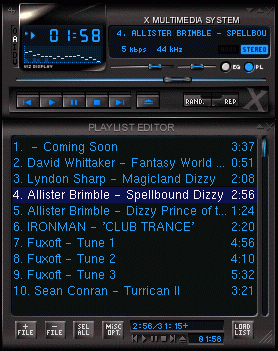 X MULTIMEDIA SYSTEM
01:58
4. ALLISTER BRIMBLE - SPELLBOU
5 kbps 44 kHz
STEREO
VIZ DISPLAY
EQ PL
RAND. REP
X
PLAYLIST EDITOR
1. - Coming Soon 3:37
2. David Whittaker - Fantasy World ... 0:51
3. Lyndon Sharp - Magicland Dizzy 2:08
4. Allister Brimble - Spellbound Dizzy 2:56
5. Allister Brimble - Dizzy Prince of t... 1:24
6. IRONMAN - 'CLUB TRANCE' 2:20
7. Fuxoft - Tune 1 4:56
8. Fuxoft - Tune 2 4:10
9. Fuxoft - Tune 3 5:32
10. Sean Conran - Turrican II 3:21
+ FILE
- FILE
SEL ALL
MISC OPT.
2:56/31:15+
01:58
LOAD LIST